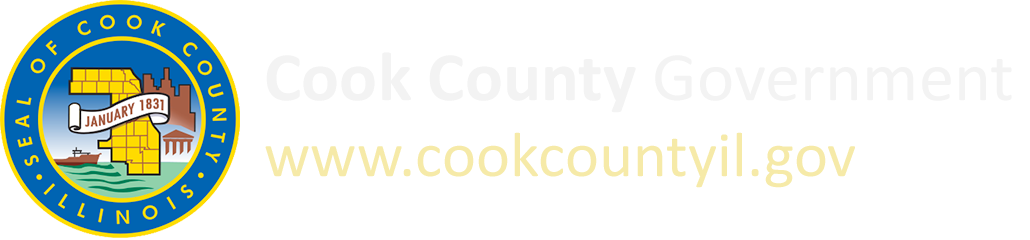 SEAL OF COOK COUNTY
ILLINOIS
JANUARY 1831
Cook County Government
www.cookcountyil.gov